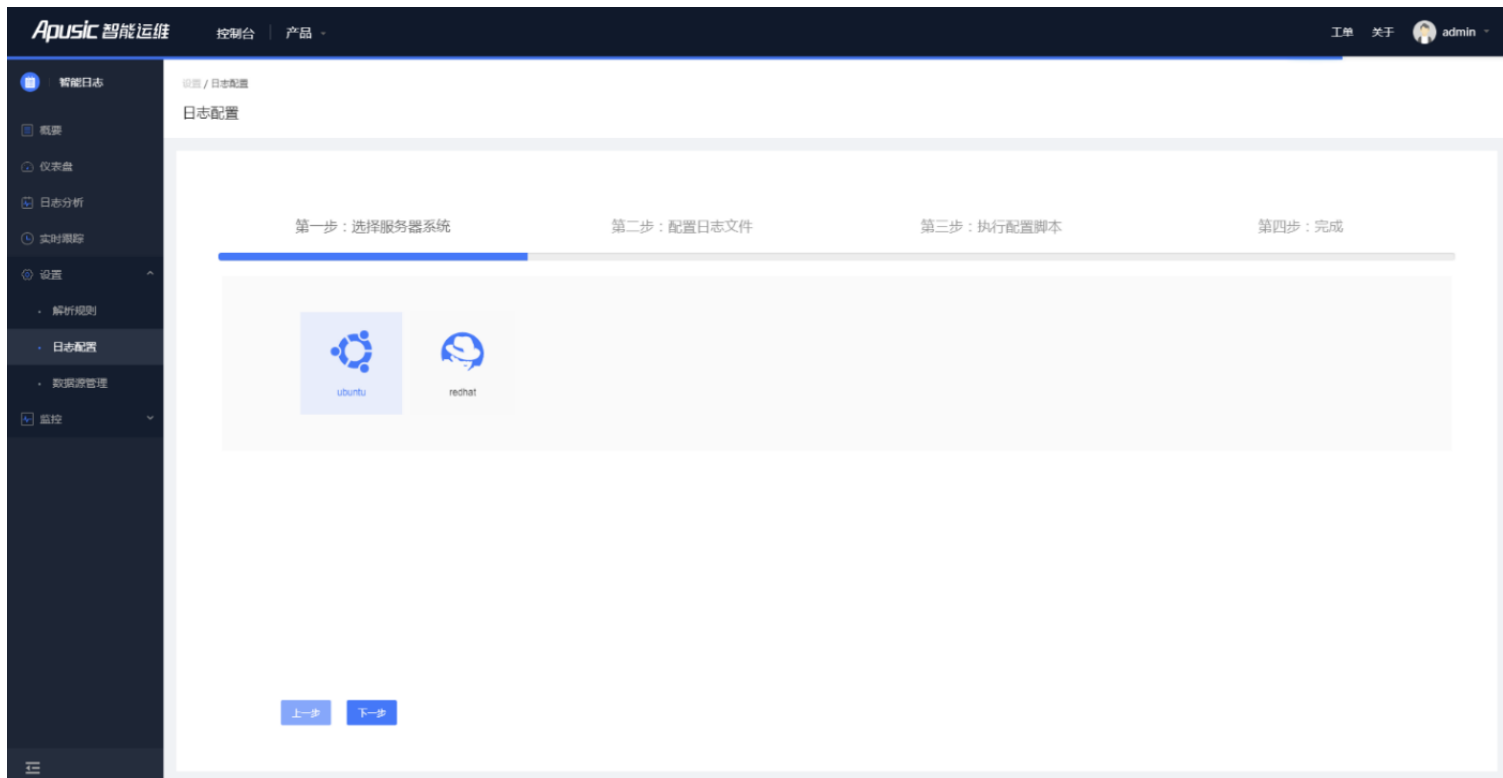 Apusic 智能运维 控制台 产品 工单 关于 admin
智能日志
概要
仪表盘
日志分析
实时跟踪
设置
解析规则
日志配置
数据源管理
监控
设置 / 日志配置
日志配置
第一步：选择服务器系统 第二步：配置日志文件 第三步：执行配置脚本 第四步：完成
ubuntu redhat
上一步 下一步